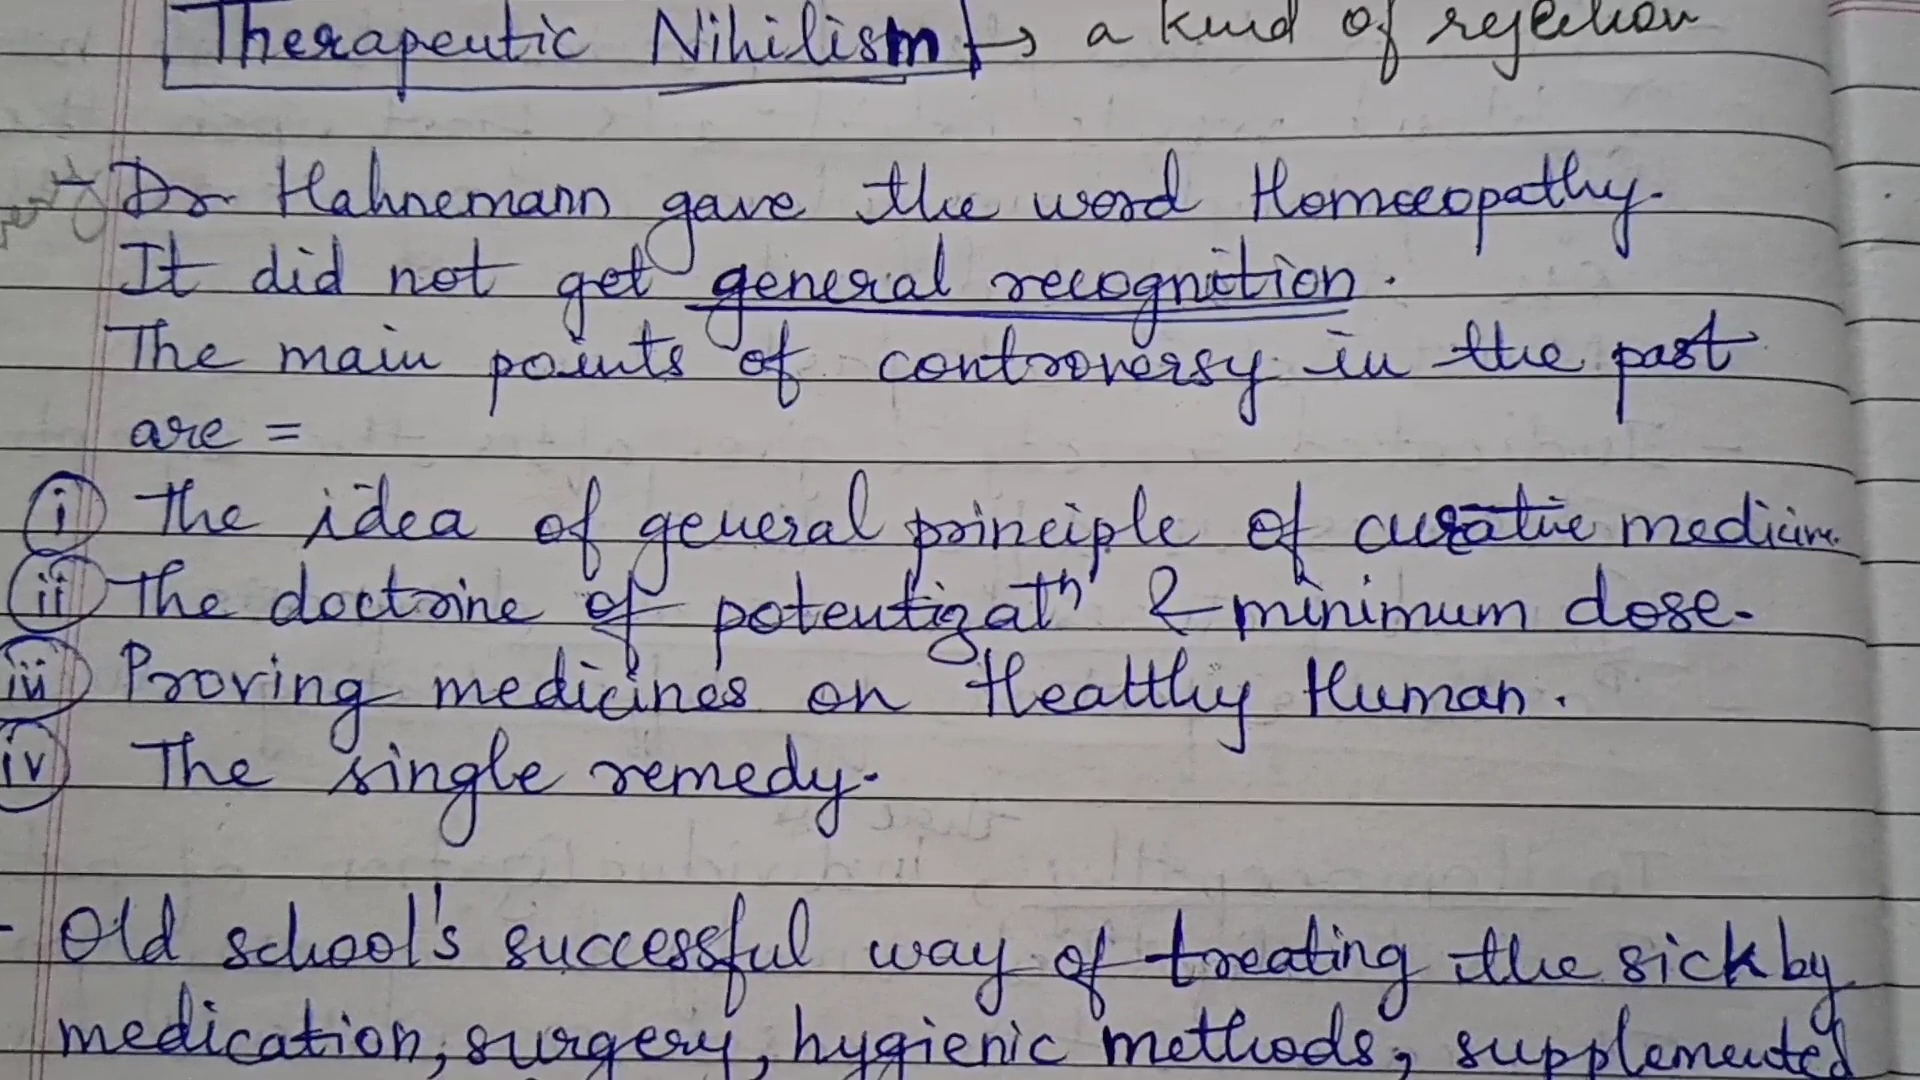 Therapeutic Nihilism → a kind of rejection
- Dr Hahnemann gave the word Homoeopathy.
It did not get general recognition.
The main points of controversy in the past
are =
(i) The idea of general principle of curative medicine
(ii) The doctrine of potentizatn & minimum dose.
(iii) Proving medicines on Healthy Human.
(iv) The single remedy.
- Old school's successful way of treating the sick by
medication, surgery, hygienic methods, supplemented